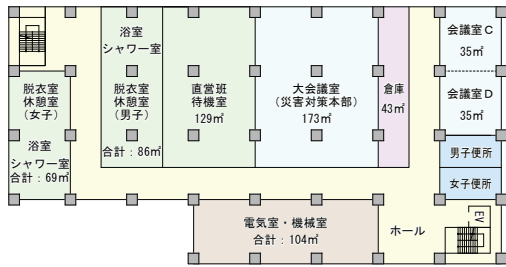 浴室
シャワー室
脱衣室
休憩室
（男子）
合計：86㎡
脱衣室
休憩室
（女子）
浴室
シャワー室
合計：69㎡
直営班
待機室
129㎡
大会議室
（災害対策本部）
173㎡
倉庫
43㎡
会議室Ｃ
35㎡
会議室Ｄ
35㎡
男子便所
女子便所
電気室・機械室
合計：104㎡
ホール
EV